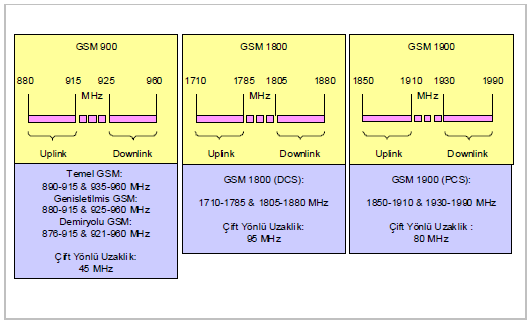 GSM 900
880 915 925 960
MHz
Uplink Downlink
Temel GSM:
890-915 & 935-960 MHz
Genisletilmis GSM:
880-915 & 925-960 MHz
Demiryolu GSM:
876-915 & 921-960 MHz
Çift Yönlü Uzaklik:
45 MHz
GSM 1800
1710 1785 1805 1880
MHz
Uplink Downlink
GSM 1800 (DCS):
1710-1785 & 1805-1880 MHz
Çift Yönlü Uzaklik:
95 MHz
GSM 1900
1850 1910 1930 1990
MHz
Uplink Downlink
GSM 1900 (PCS):
1850-1910 & 1930-1990 MHz
Çift Yönlü Uzaklik :
80 MHz